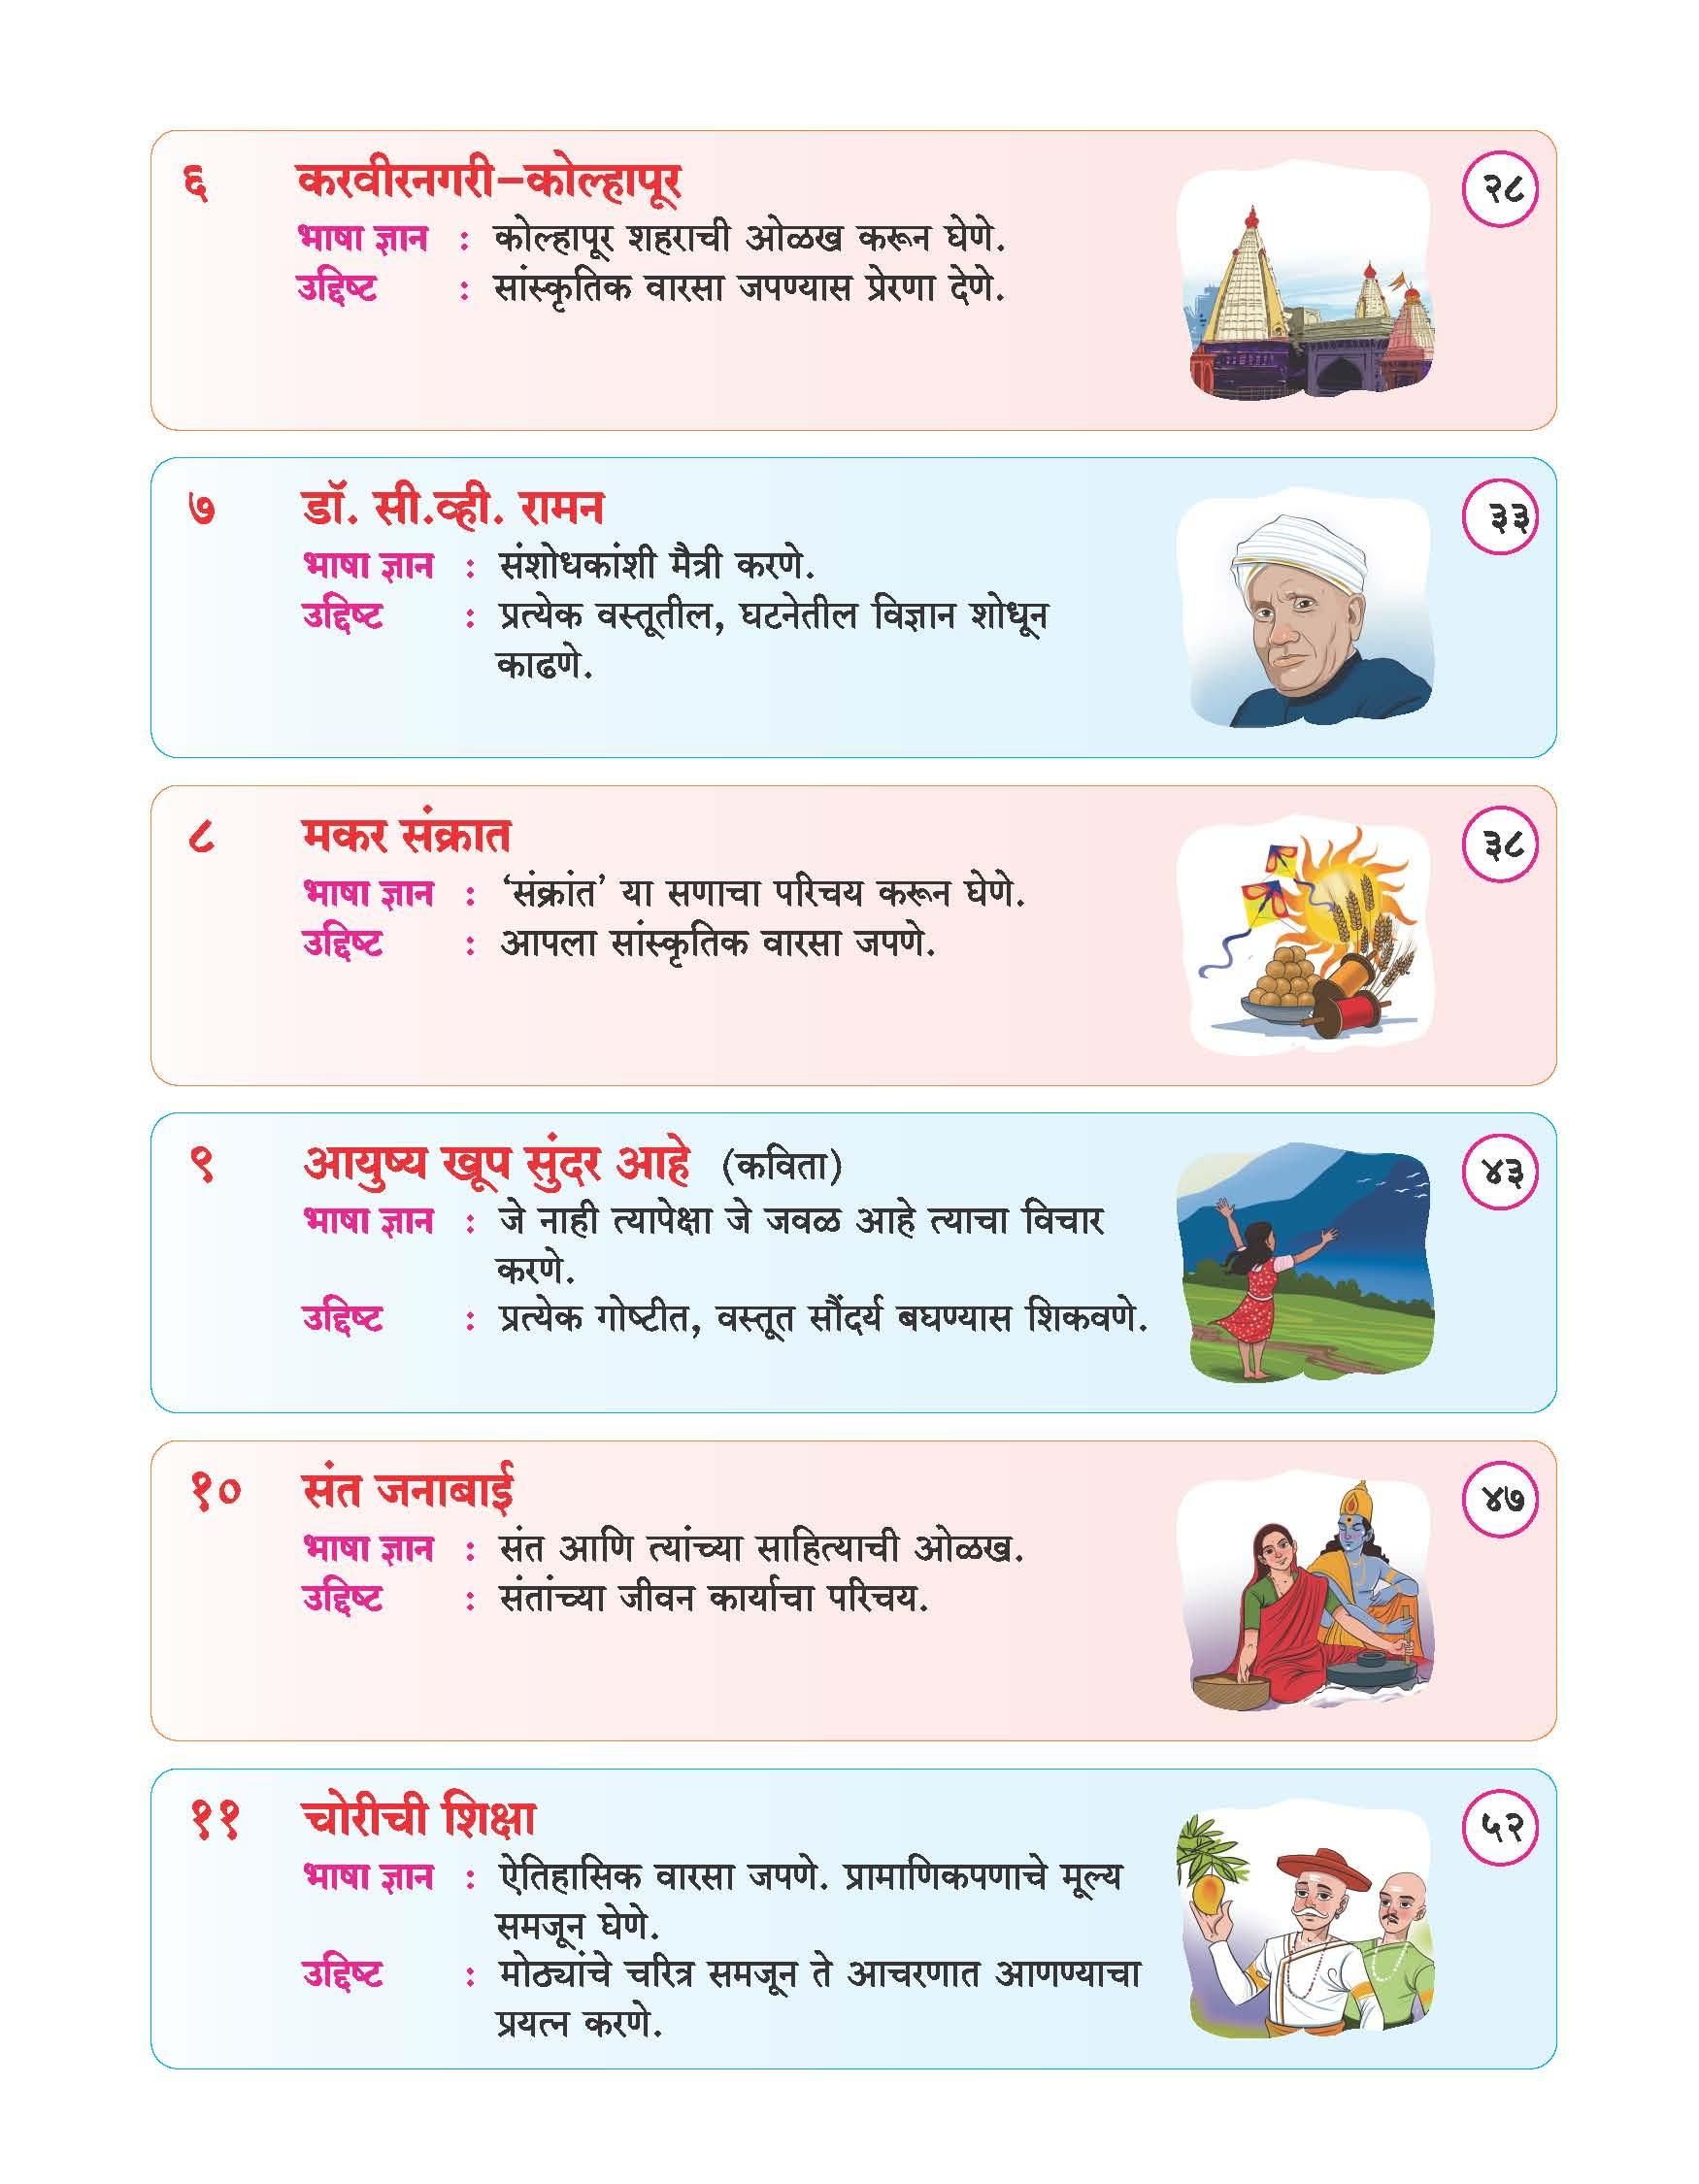 ६ करवीरनगरी–कोल्हापूर २८
भाषा ज्ञान : कोल्हापूर शहराची ओळख करून घेणे.
उद्दिष्ट : सांस्कृतिक वारसा जपण्यास प्रेरणा देणे.
७ डॉ. सी.व्ही. रामन ३३
भाषा ज्ञान : संशोधकांशी मैत्री करणे.
उद्दिष्ट : प्रत्येक वस्तूतील, घटनेतील विज्ञान शोधून
काढणे.
८ मकर संक्रात ३८
भाषा ज्ञान : ‘संक्रांत’ या सणाचा परिचय करून घेणे.
उद्दिष्ट : आपला सांस्कृतिक वारसा जपणे.
९ आयुष्य खूप सुंदर आहे (कविता) ४३
भाषा ज्ञान : जे नाही त्यापेक्षा जे जवळ आहे त्याचा विचार
करणे.
उद्दिष्ट : प्रत्येक गोष्टीत, वस्तूत सौंदर्य बघण्यास शिकवणे.
१० संत जनाबाई ४७
भाषा ज्ञान : संत आणि त्यांच्या साहित्याची ओळख.
उद्दिष्ट : संतांच्या जीवन कार्याचा परिचय.
११ चोरीची शिक्षा ५२
भाषा ज्ञान : ऐतिहासिक वारसा जपणे. प्रामाणिकपणाचे मूल्य
समजून घेणे.
उद्दिष्ट : मोठ्यांचे चरित्र समजून ते आचरणात आणण्याचा
प्रयत्न करणे.